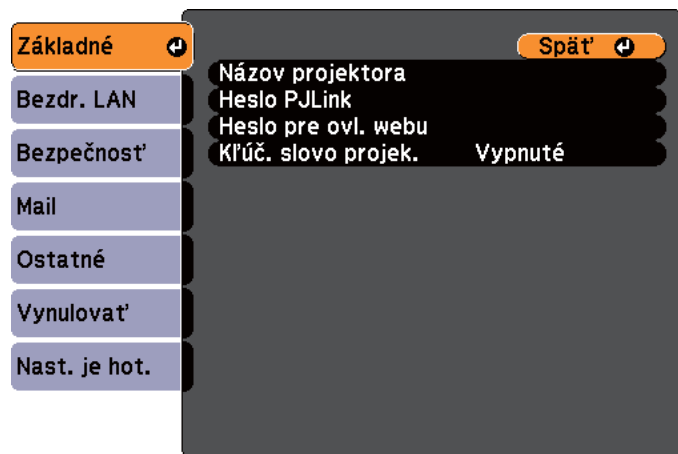 Základné
Bezdr. LAN
Bezpečnosť
Mail
Ostatné
Vynulovať
Nast. je hot.
Späť
Názov projektora
Heslo PJLink
Heslo pre ovl. webu
Kľúč. slovo projek. Vypnuté